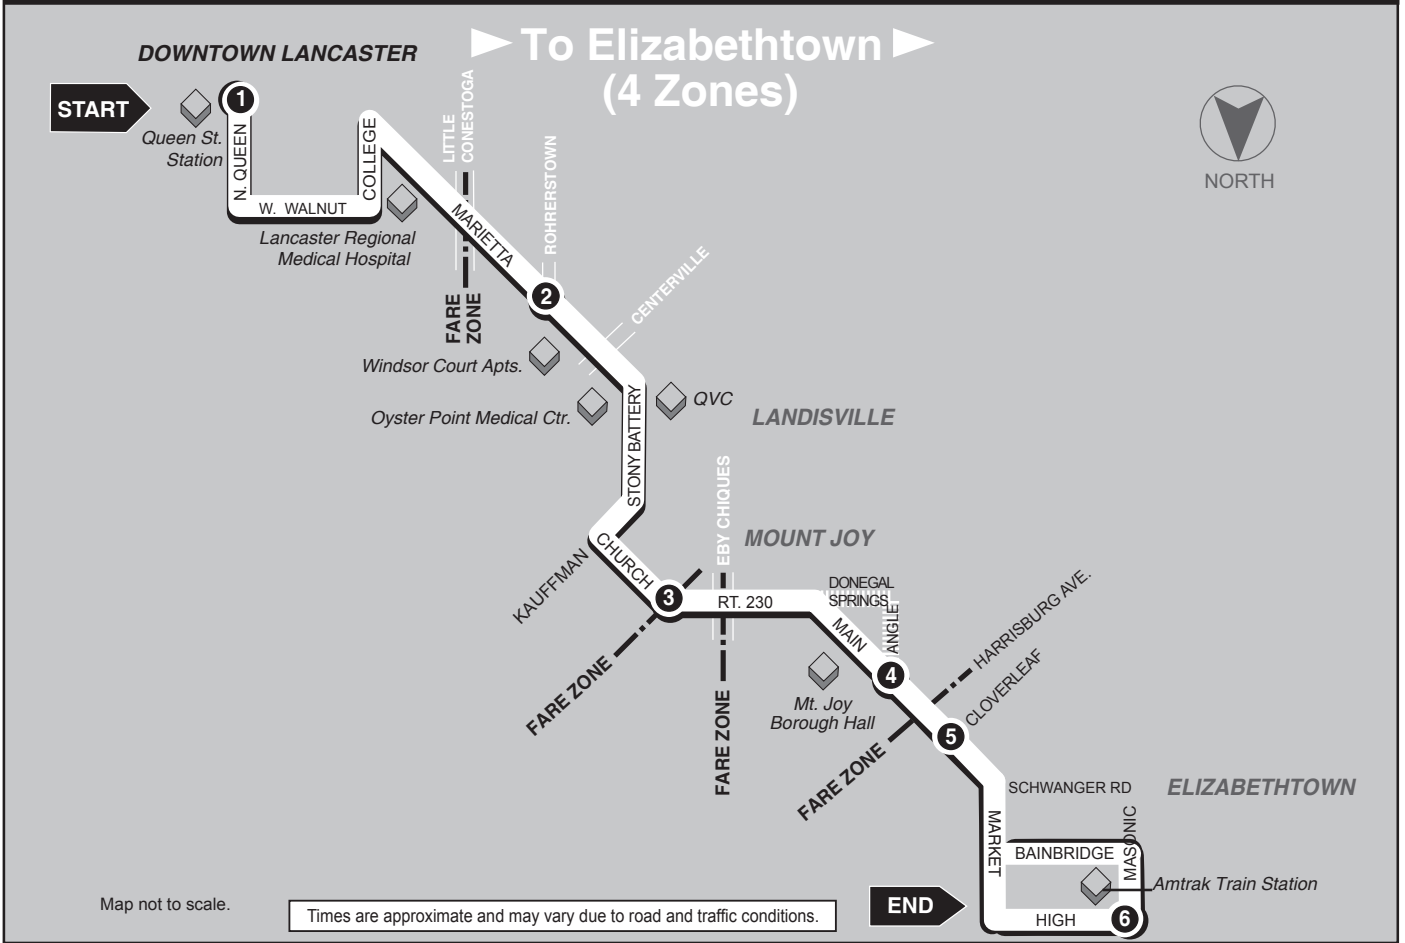 To Elizabethtown
(4 Zones)
DOWNTOWN LANCASTER
START
1
Queen St.
Station
N. QUEEN
W. WALNUT
COLLEGE
Lancaster Regional
Medical Hospital
LITTLE
CONESTOGA
MARIETTA
FARE
ZONE
ROHRERSTOWN
2
CENTERVILLE
NORTH
Windsor Court Apts.
Oyster Point Medical Ctr.
QVC
STONY BATTERY
LANDISVILLE
EBY CHIQUES
MOUNT JOY
KAUFFMAN
CHURCH
3
RT. 230
DONEGAL
SPRINGS
ANGLE
MAIN
HARRISBURG AVE.
FARE ZONE
FARE ZONE
Mt. Joy
Borough Hall
4
CLOVERLEAF
5
FARE ZONE
SCHWANGER RD
ELIZABETHTOWN
MARKET
BAINBRIDGE
MASONIC
Amtrak Train Station
END
HIGH
6
Map not to scale.
Times are approximate and may vary due to road and traffic conditions.